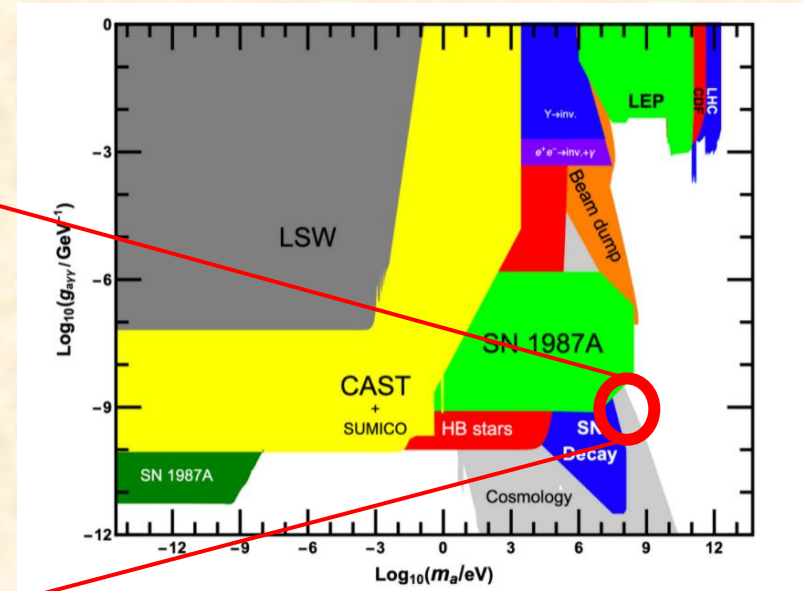 0
−3
−6
−9
−12
Log₁₀(gₐᵧᵧ/GeV⁻¹)
LSW
CAST
+
SUMICO
SN 1987A
Υ→inv.
e⁺e⁻→inv.+γ
Beam dump
LEP
CDF
LHC
SN 1987A
HB stars
SN
Decay
Cosmology
−12 −9 −6 −3 0 3 6 9 12
Log₁₀(mₐ/eV)